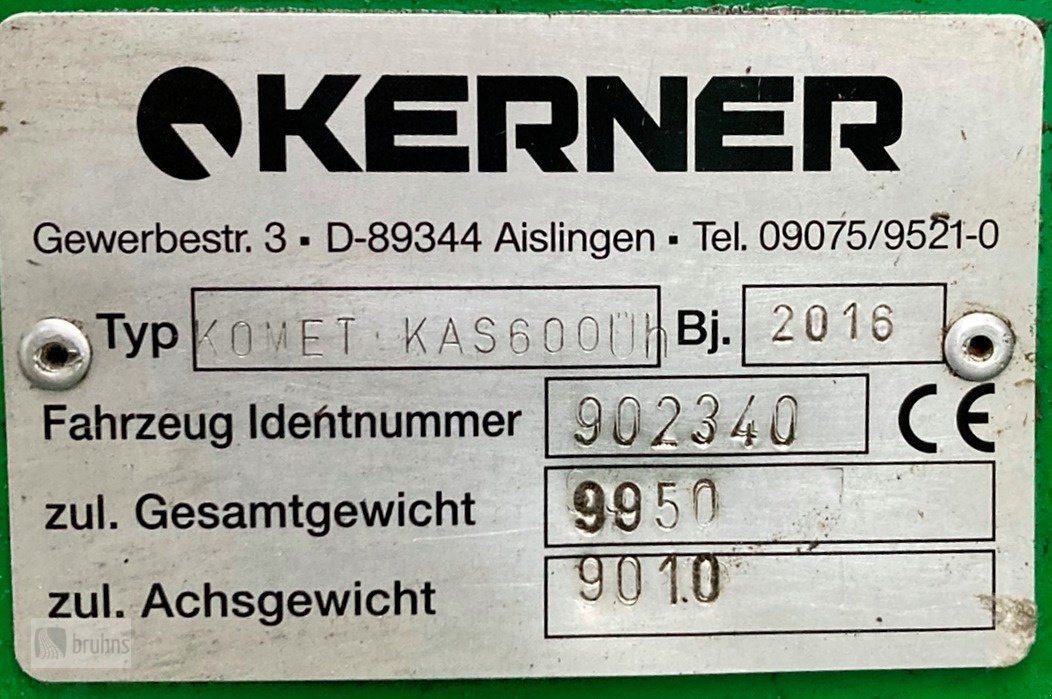 KERNER
Gewerbestr. 3 ▪ D-89344 Aislingen ▪ Tel. 09075/9521-0
Typ KOMET · KAS600Üh Bj. 2016
Fahrzeug Identnummer 902340 CE
zul. Gesamtgewicht 9950
zul. Achsgewicht 9010
bruhns